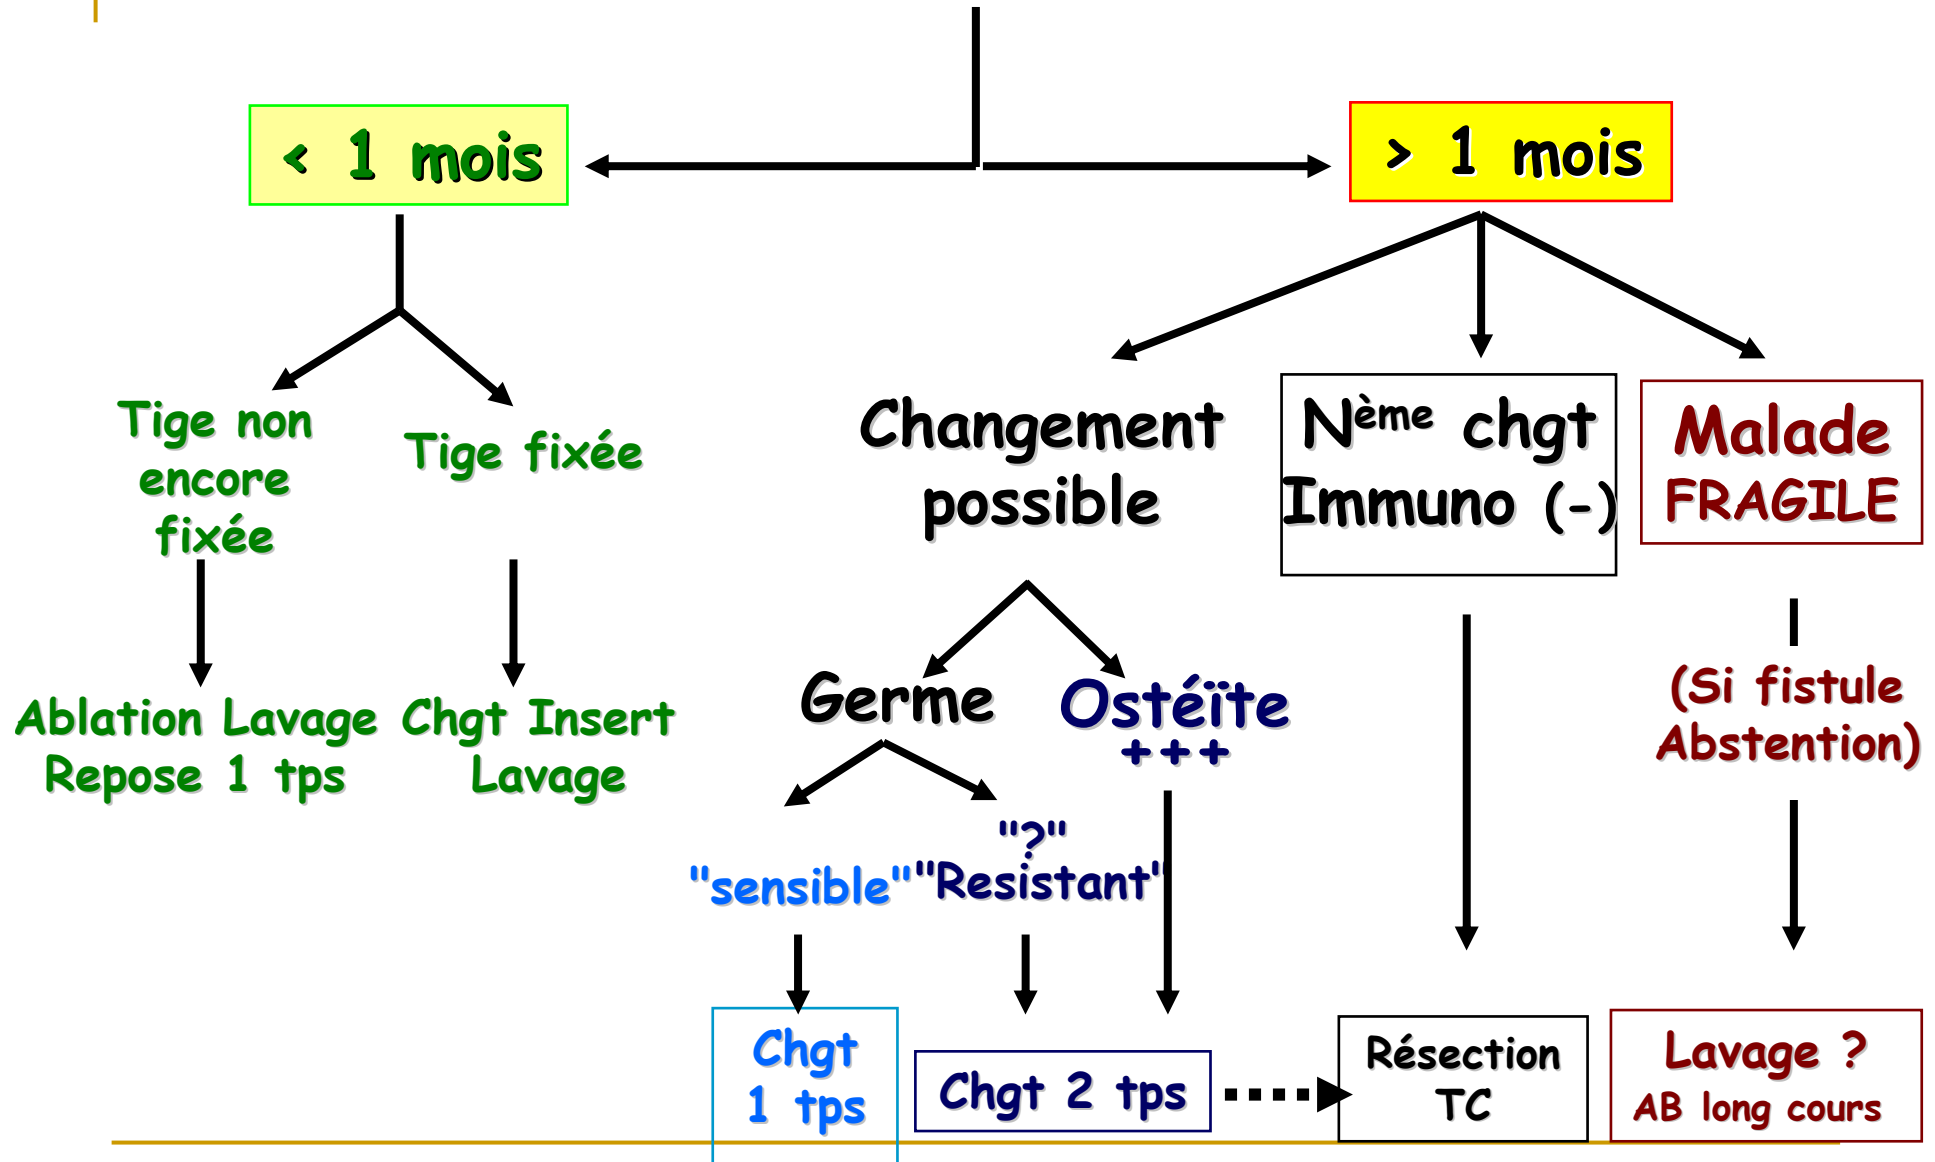 < 1 mois
> 1 mois
Tige non
encore
fixée
Tige fixée
Changement
possible
Nème chgt
Immuno (-)
Malade
FRAGILE
Ablation Lavage
Repose 1 tps
Chgt Insert
Lavage
Germe
Ostéïte
+++
(Si fistule
Abstention)
"sensible"
"?"
"Resistant"
Chgt
1 tps
Chgt 2 tps
Résection
TC
Lavage ?
AB long cours